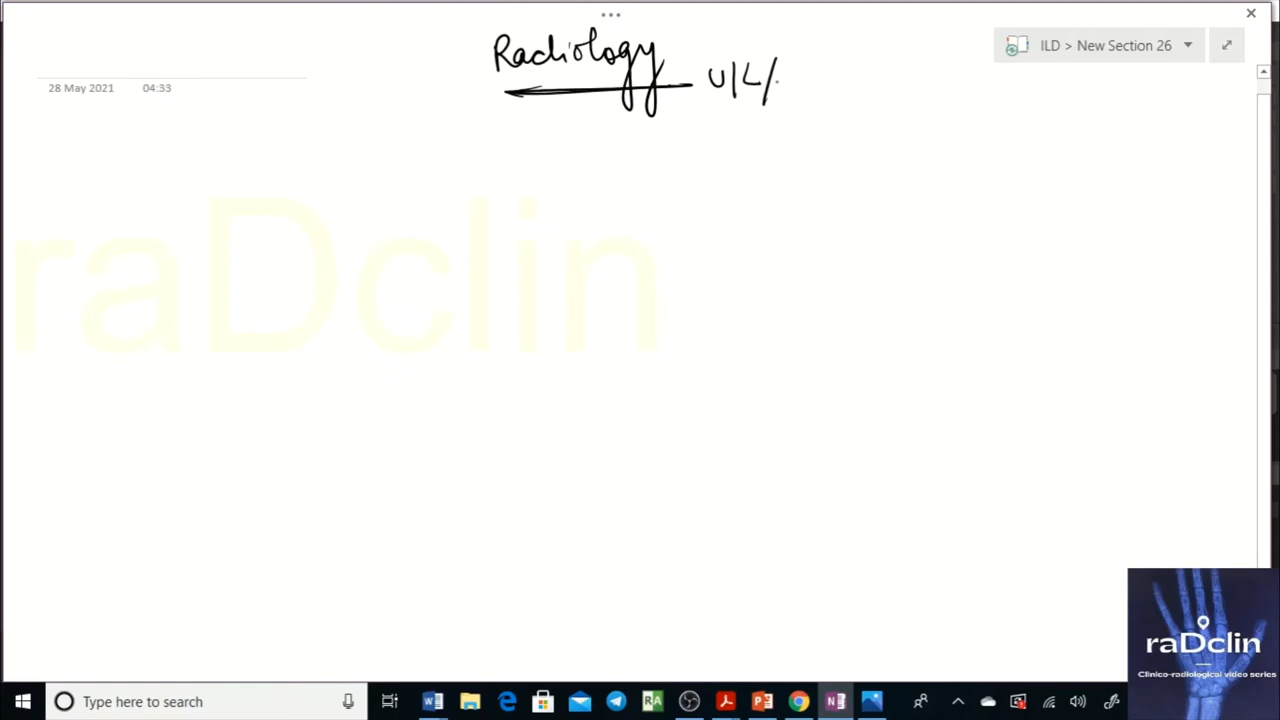 Radiology
U/L/
ILD > New Section 26
28 May 2021 04:33
raDclin
raDclin
Clinico-radiological video series
Type here to search